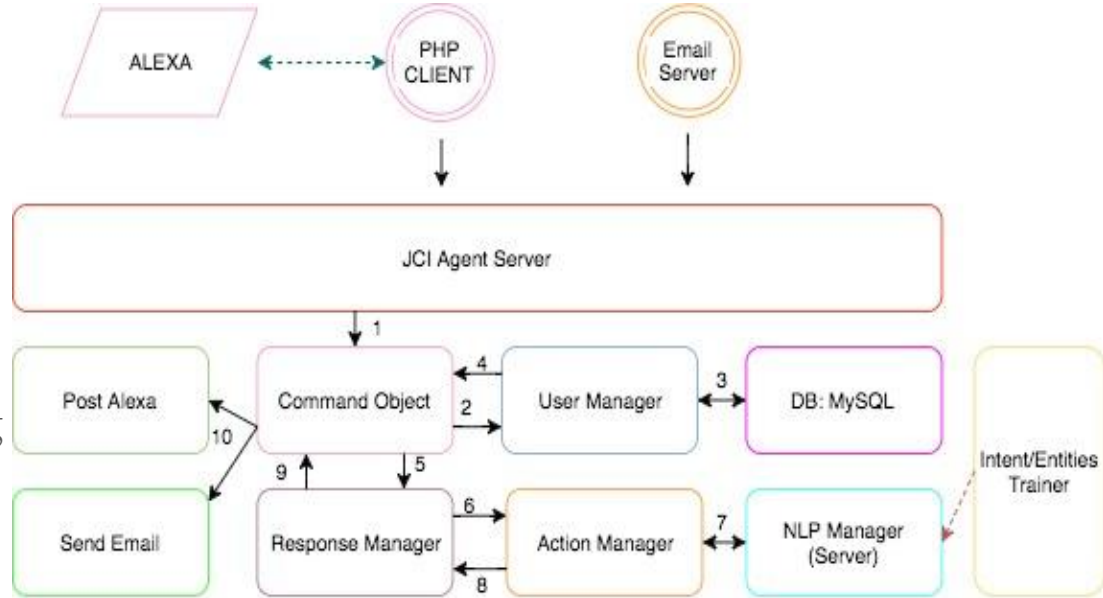 ALEXA
PHP
CLIENT
Email
Server
JCI Agent Server
1
Post Alexa
Command Object
4
2
User Manager
3
DB: MySQL
10
9
5
Intent/Entities
Trainer
Send Email
Response Manager
6
8
Action Manager
7
NLP Manager
(Server)